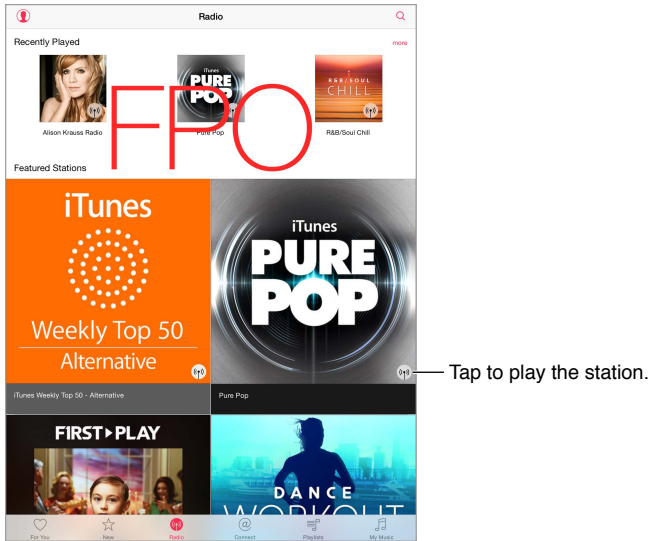 Radio
Recently Played
more
iTunes
PURE
POP
R&B/SOUL
CHILL
FPO
Alison Krauss Radio
Pure Pop
R&B/Soul Chill
Featured Stations
iTunes
Weekly Top 50
Alternative
iTunes
PURE
POP
Tap to play the station.
iTunes Weekly Top 50 - Alternative
Pure Pop
FIRST PLAY
DANCE
WORKOUT
For You
New
Radio
@
Connect
Playlists
My Music